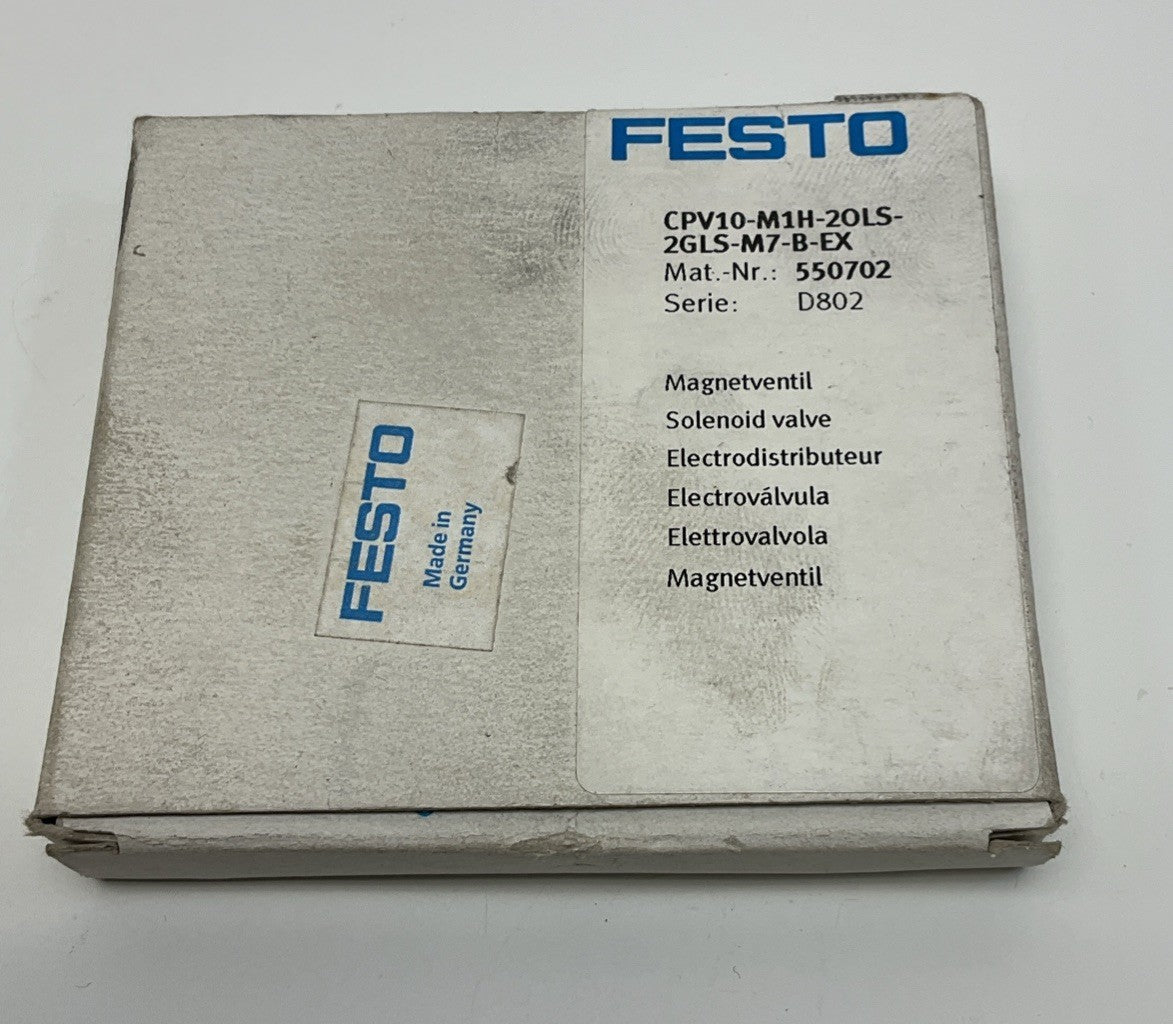 FESTO
CPV10-M1H-2OLS-
2GLS-M7-B-EX
Mat.-Nr.: 550702
Serie: D802
Magnetventil
Solenoid valve
Electrodistributeur
Electroválvula
Elettrovalvola
Magnetventil
FESTO
Made in
Germany